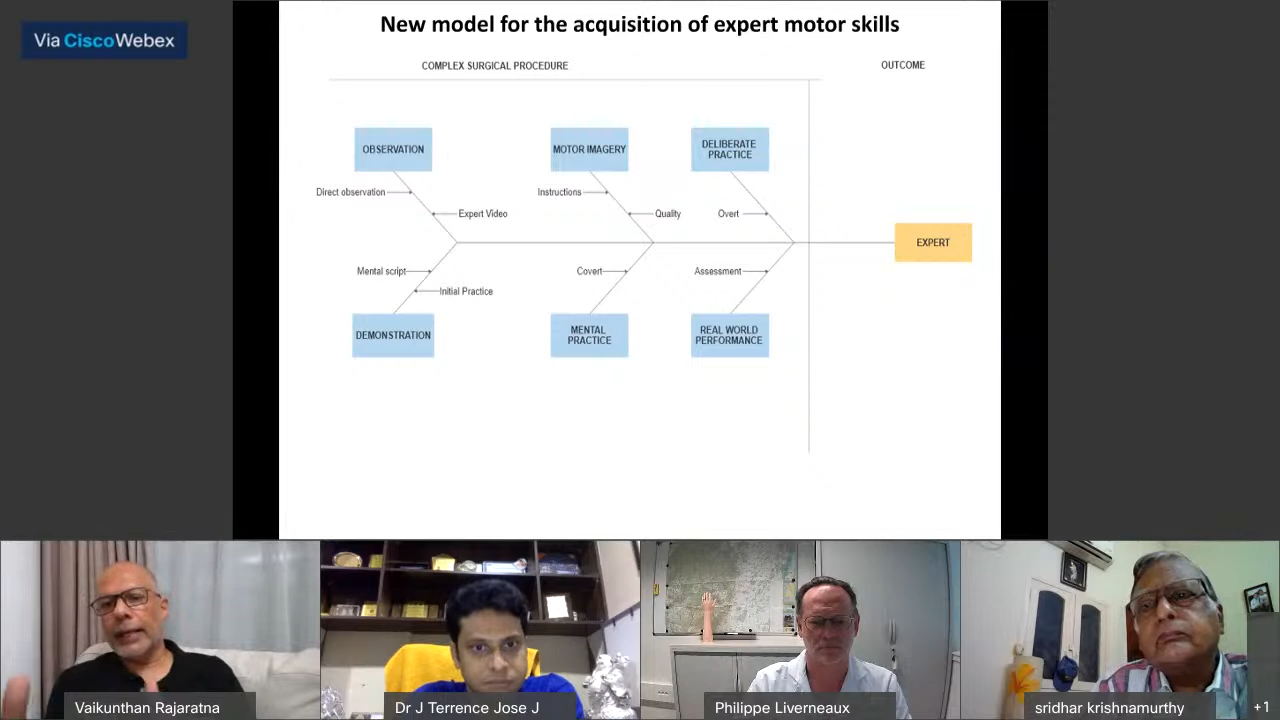 Via Cisco Webex
New model for the acquisition of expert motor skills
COMPLEX SURGICAL PROCEDURE
OUTCOME
OBSERVATION
MOTOR IMAGERY
DELIBERATE
PRACTICE
Direct observation
Instructions
Expert Video
Quality
Overt
EXPERT
Mental script
Covert
Assessment
Initial Practice
DEMONSTRATION
MENTAL
PRACTICE
REAL WORLD
PERFORMANCE
Vaikunthan Rajaratna
Dr J Terrence Jose J
Philippe Liverneaux
sridhar krishnamurthy
+1